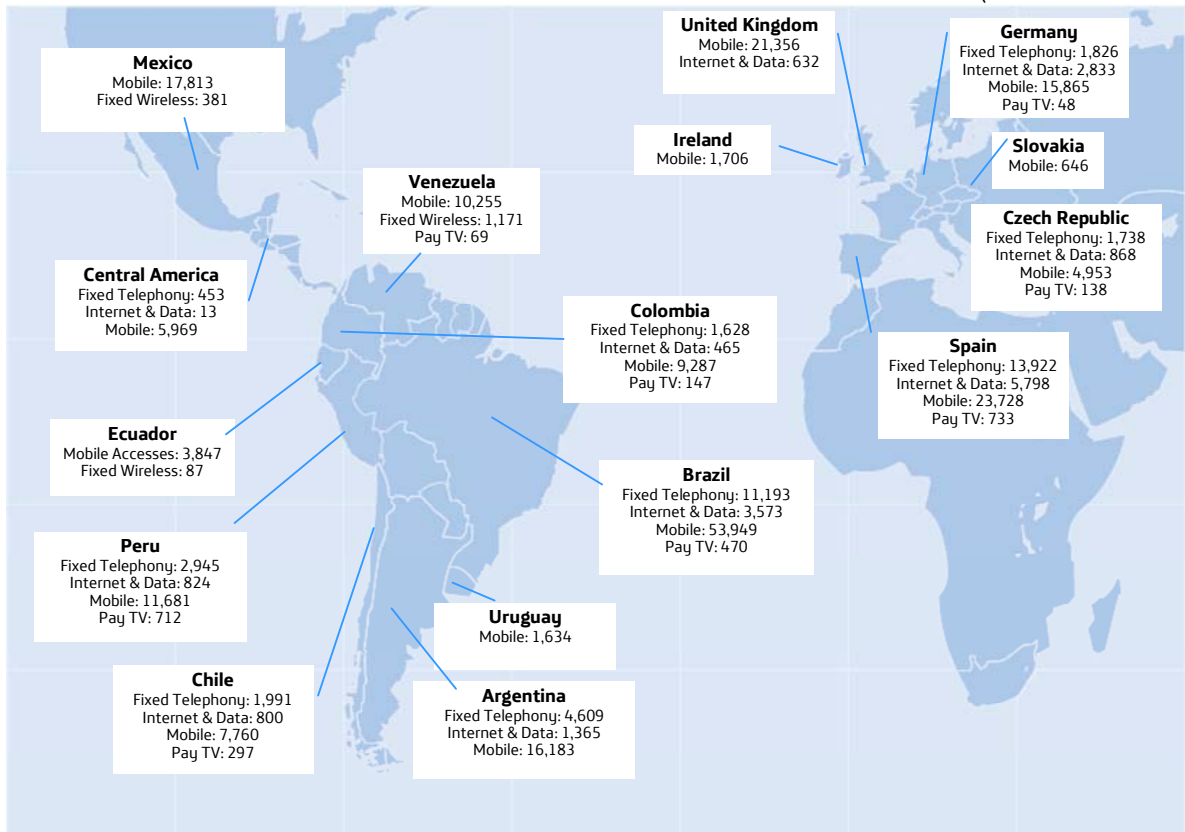 United Kingdom
Mobile: 21,356
Internet & Data: 632
Germany
Fixed Telephony: 1,826
Internet & Data: 2,833
Mobile: 15,865
Pay TV: 48
Mexico
Mobile: 17,813
Fixed Wireless: 381
Ireland
Mobile: 1,706
Slovakia
Mobile: 646
Venezuela
Mobile: 10,255
Fixed Wireless: 1,171
Pay TV: 69
Czech Republic
Fixed Telephony: 1,738
Internet & Data: 868
Mobile: 4,953
Pay TV: 138
Central America
Fixed Telephony: 453
Internet & Data: 13
Mobile: 5,969
Colombia
Fixed Telephony: 1,628
Internet & Data: 465
Mobile: 9,287
Pay TV: 147
Spain
Fixed Telephony: 13,922
Internet & Data: 5,798
Mobile: 23,728
Pay TV: 733
Ecuador
Mobile Accesses: 3,847
Fixed Wireless: 87
Brazil
Fixed Telephony: 11,193
Internet & Data: 3,573
Mobile: 53,949
Pay TV: 470
Peru
Fixed Telephony: 2,945
Internet & Data: 824
Mobile: 11,681
Pay TV: 712
Uruguay
Mobile: 1,634
Chile
Fixed Telephony: 1,991
Internet & Data: 800
Mobile: 7,760
Pay TV: 297
Argentina
Fixed Telephony: 4,609
Internet & Data: 1,365
Mobile: 16,183